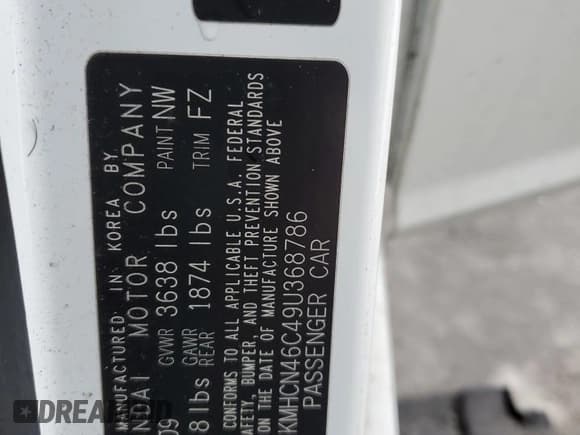 MANUFACTURED IN KOREA BY
NDAI MOTOR COMPANY
09 GVWR 3638 lbs PAINT NW
8 lbs GAWR REAR 1874 lbs TRIM FZ
CONFORMS TO ALL APPLICABLE U.S.A. FEDERAL
SAFETY, BUMPER, AND THEFT PREVENTION STANDARDS
ON THE DATE OF MANUFACTURE SHOWN ABOVE
KMHCN46C49U368786
PASSENGER CAR